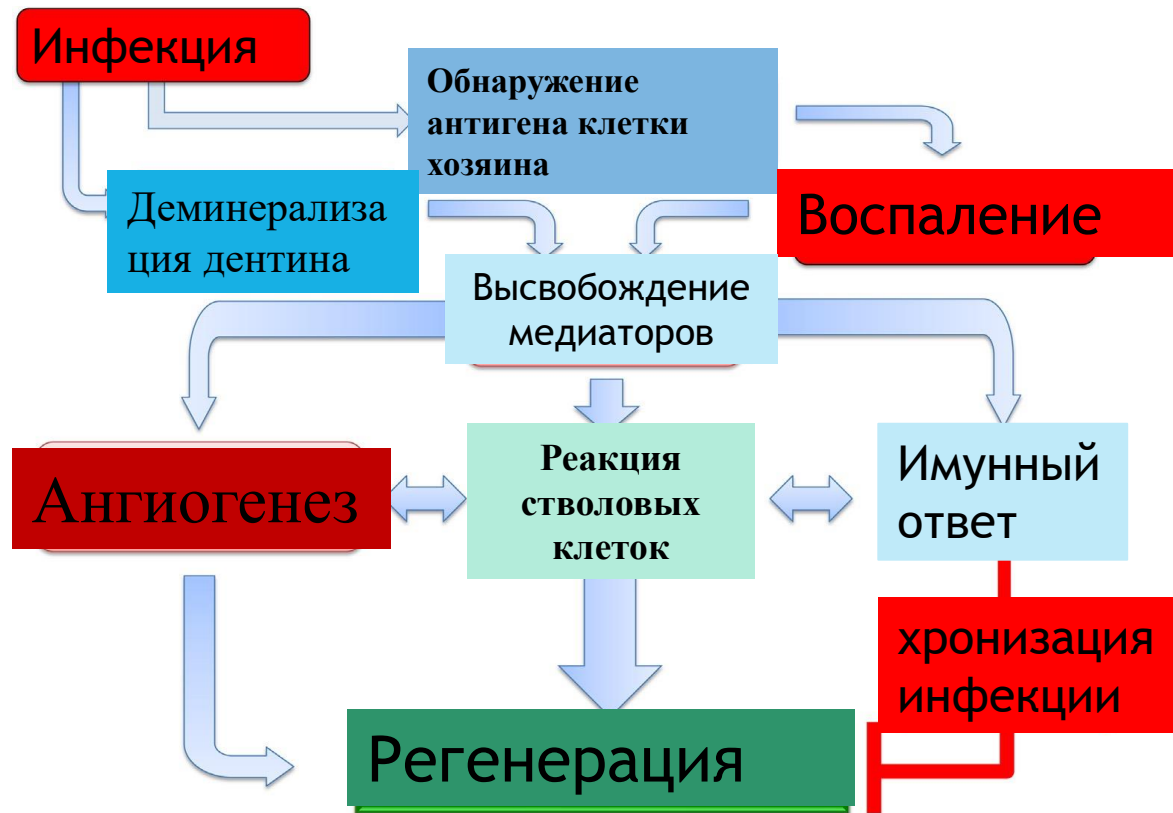 Инфекция
Обнаружение
антигена клетки
хозяина
Деминерализа
ция дентина
Воспаление
Высвобождение
медиаторов
Ангиогенез
Реакция
стволовых
клеток
Имунный
ответ
хронизация
инфекции
Регенерация